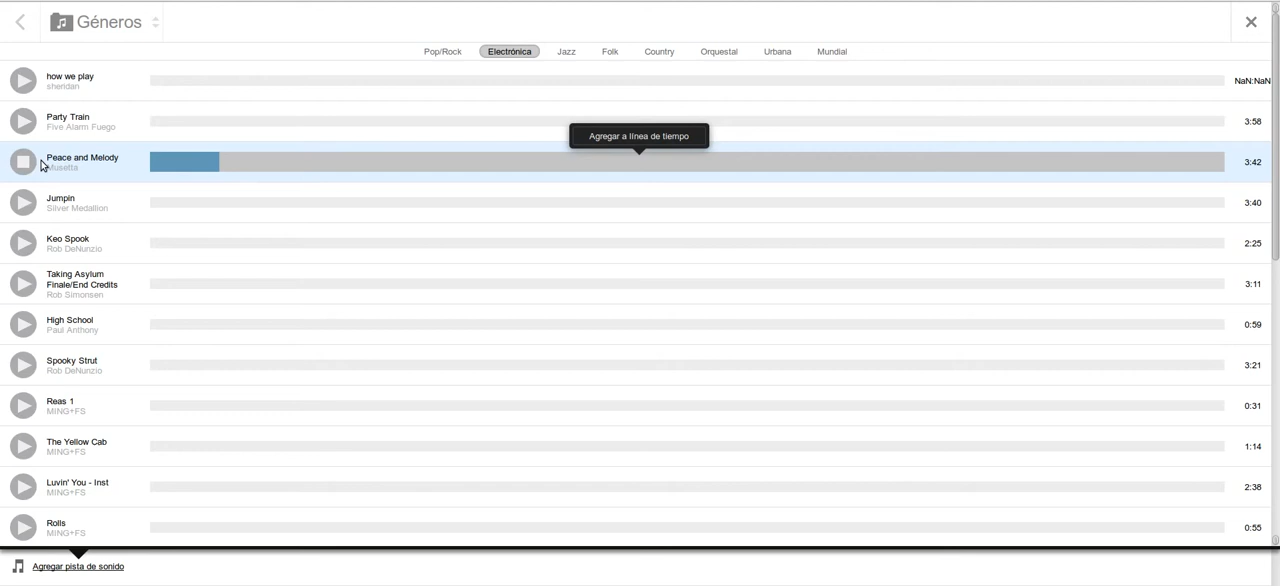 Géneros
Pop/Rock Electrónica Jazz Folk Country Orquestal Urbana Mundial
how we play
sheridan
NaN:NaN
Party Train
Five Alarm Fuego
3:58
Agregar a línea de tiempo
Peace and Melody
Musetta
3:42
Jumpin
Silver Medallion
3:40
Keo Spook
Rob DeNunzio
2:25
Taking Asylum
Finale/End Credits
Rob Simonsen
3:11
High School
Paul Anthony
0:59
Spooky Strut
Rob DeNunzio
3:21
Reas 1
MING+FS
0:31
The Yellow Cab
MING+FS
1:14
Luvin' You - Inst
MING+FS
2:38
Rolls
MING+FS
0:55
Agregar pista de sonido